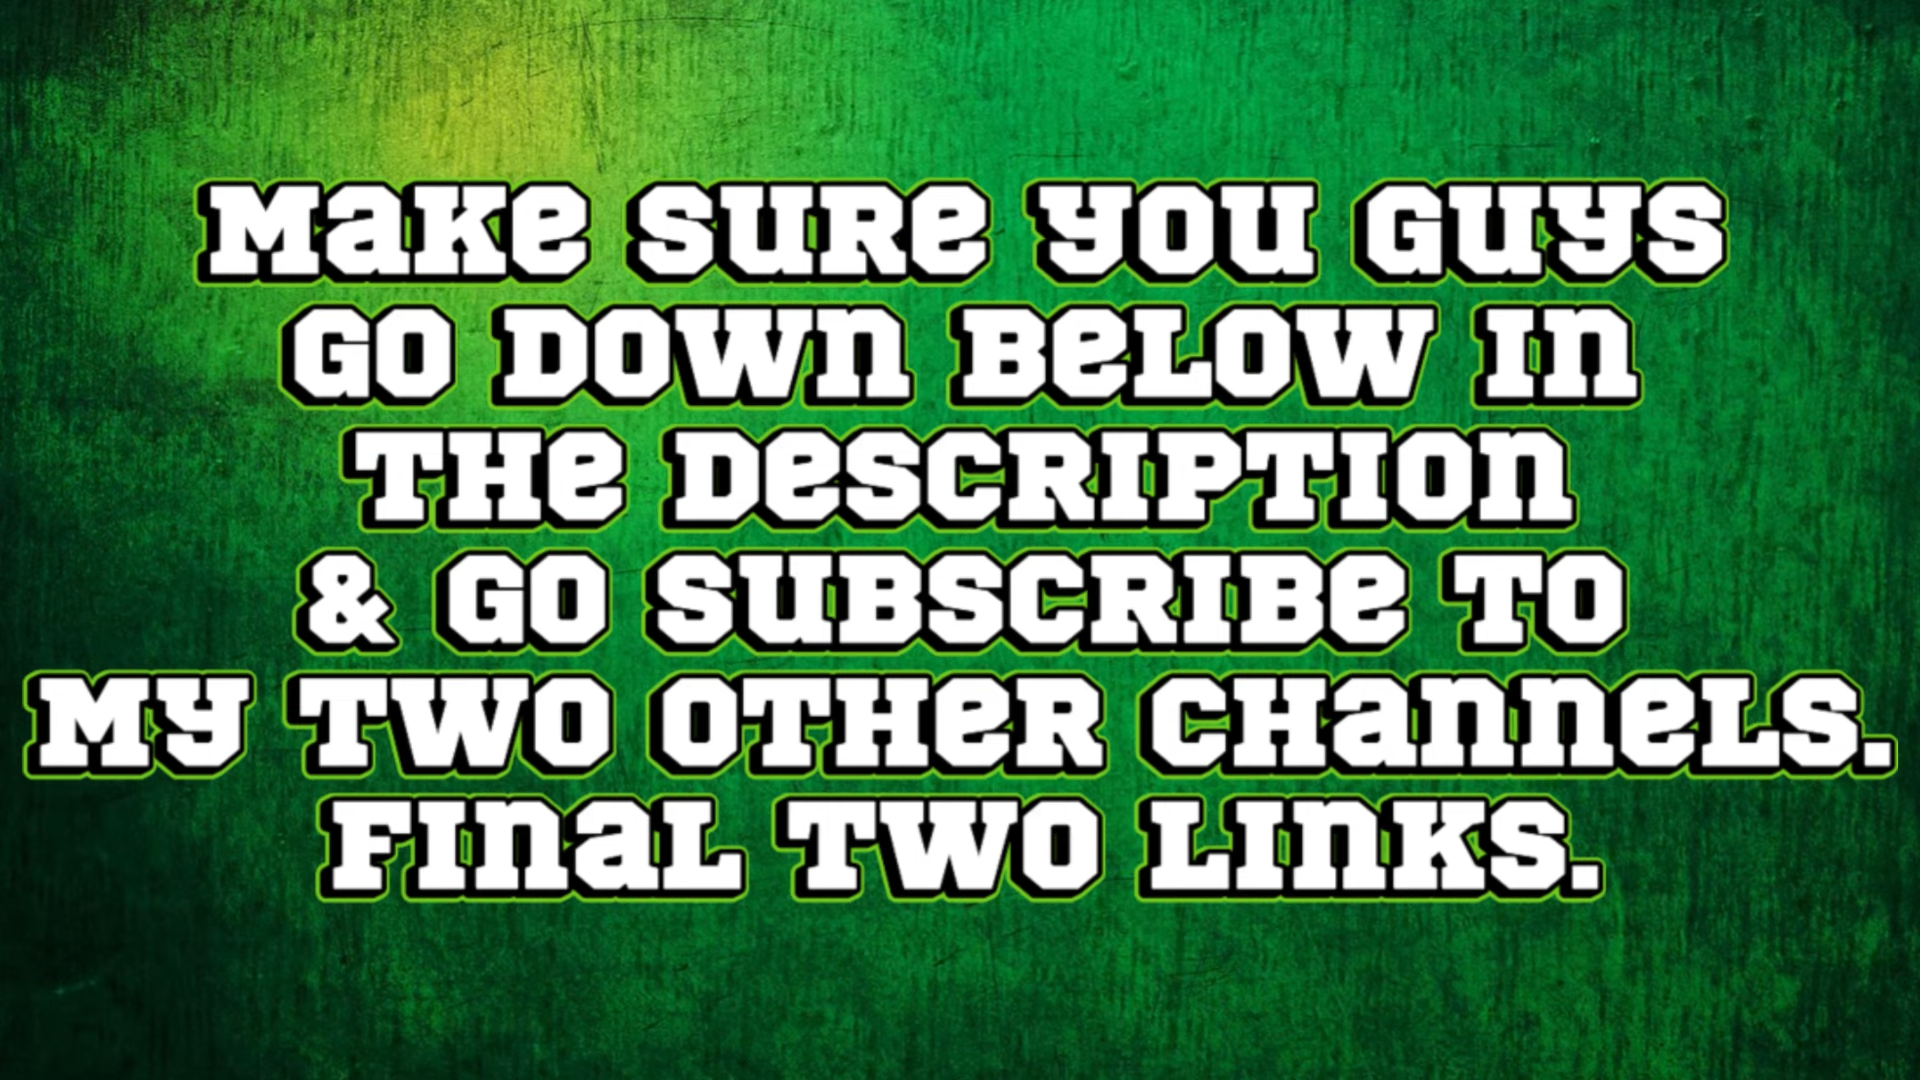 Make sure you guys
go down below in
the description
& go subscribe to
my two other channels.
Final two links.